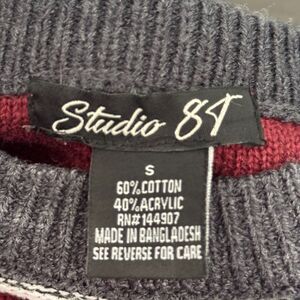 Studio 8T
S
60% COTTON
40% ACRYLIC
RN# 144907
MADE IN BANGLADESH
SEE REVERSE FOR CARE